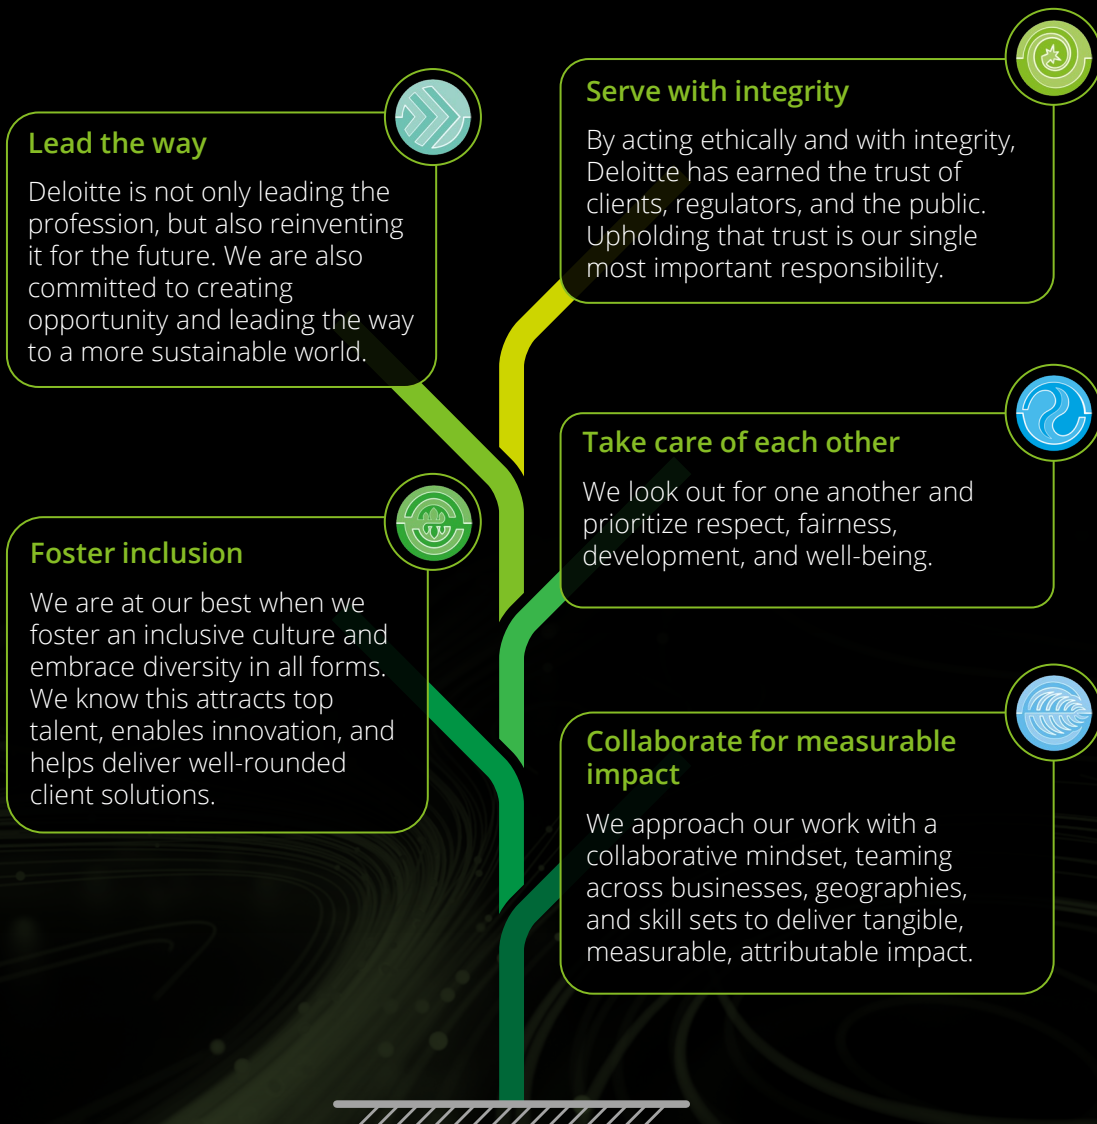 Lead the way
Deloitte is not only leading the
profession, but also reinventing
it for the future. We are also
committed to creating
opportunity and leading the way
to a more sustainable world.
Serve with integrity
By acting ethically and with integrity,
Deloitte has earned the trust of
clients, regulators, and the public.
Upholding that trust is our single
most important responsibility.
Take care of each other
We look out for one another and
prioritize respect, fairness,
development, and well-being.
Foster inclusion
We are at our best when we
foster an inclusive culture and
embrace diversity in all forms.
We know this attracts top
talent, enables innovation, and
helps deliver well-rounded
client solutions.
Collaborate for measurable
impact
We approach our work with a
collaborative mindset, teaming
across businesses, geographies,
and skill sets to deliver tangible,
measurable, attributable impact.